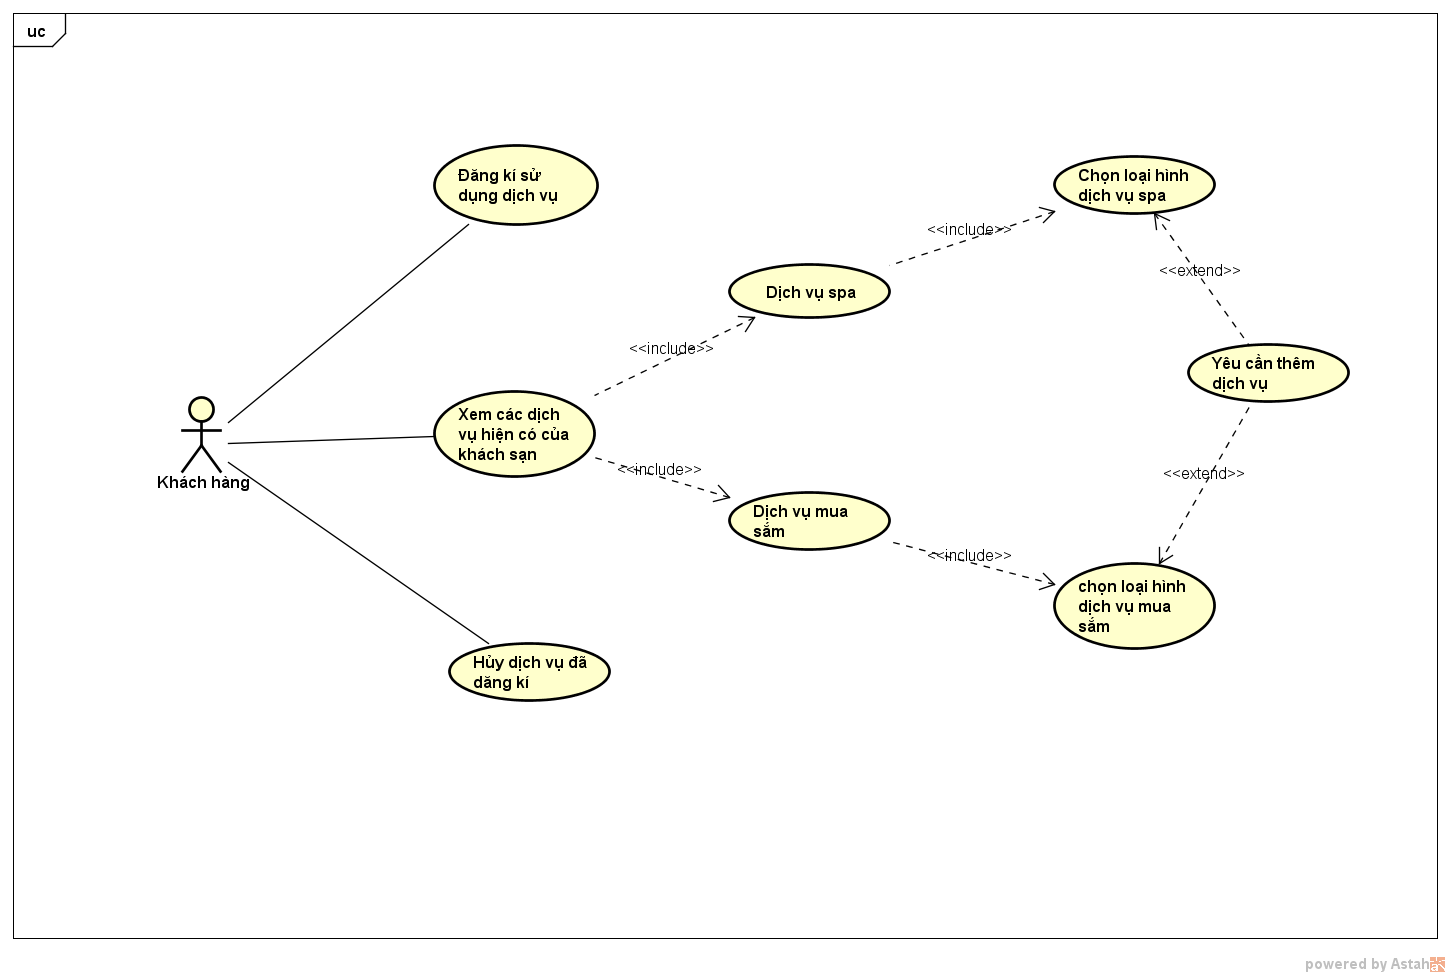 uc
Đăng kí sử
dụng dịch vụ
Chọn loại hình
dịch vụ spa
<<include>>
<<extend>>
Dịch vụ spa
<<include>>
Yêu cần thêm
dịch vụ
Xem các dịch
vụ hiện có của
khách sạn
Khách hàng
<<include>>
<<extend>>
Dịch vụ mua
sắm
<<include>>
chọn loại hình
dịch vụ mua
sắm
Hủy dịch vụ đã
dăng kí
powered by Astah